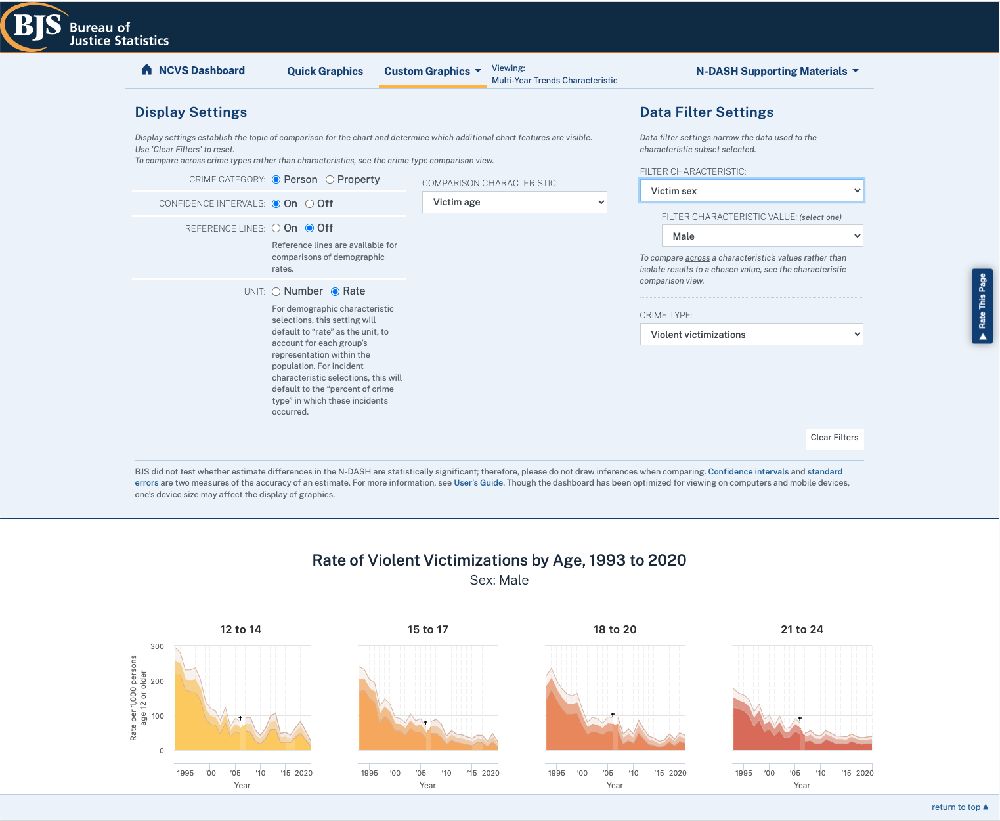 BJS Bureau of
Justice Statistics
NCVS Dashboard
Quick Graphics
Custom Graphics
Viewing:
Multi-Year Trends Characteristic
N-DASH Supporting Materials
Display Settings
Display settings establish the topic of comparison for the chart and determine which additional chart features are visible.
Use 'Clear Filters' to reset.
To compare across crime types rather than characteristics, see the crime type comparison view.
CRIME CATEGORY: Person Property
CONFIDENCE INTERVALS: On Off
REFERENCE LINES: On Off
Reference lines are available for
comparisons of demographic
rates.
UNIT: Number Rate
For demographic characteristic
selections, this setting will
default to “rate” as the unit, to
account for each group’s
representation within the
population. For incident
characteristic selections, this will
default to the “percent of crime
type” in which these incidents
occurred.
COMPARISON CHARACTERISTIC:
Victim age
Data Filter Settings
Data filter settings narrow the data used to the
characteristic subset selected.
FILTER CHARACTERISTIC:
Victim sex
FILTER CHARACTERISTIC VALUE: (select one)
Male
To compare across a characteristic's values rather than
isolate results to a chosen value, see the characteristic
comparison view.
CRIME TYPE:
Violent victimizations
Rate This Page
Clear Filters
BJS did not test whether estimate differences in the N-DASH are statistically significant; therefore, please do not draw inferences when comparing. Confidence intervals and standard
errors are two measures of the accuracy of an estimate. For more information, see User’s Guide. Though the dashboard has been optimized for viewing on computers and mobile devices,
one’s device size may affect the display of graphics.
Rate of Violent Victimizations by Age, 1993 to 2020
Sex: Male
Rate per 1,000 persons
age 12 or older
12 to 14
300
200
100
0
†
1995 '00 '05 '10 '15 2020
Year
15 to 17
†
1995 '00 '05 '10 '15 2020
Year
18 to 20
†
1995 '00 '05 '10 '15 2020
Year
21 to 24
†
1995 '00 '05 '10 '15 2020
Year
return to top